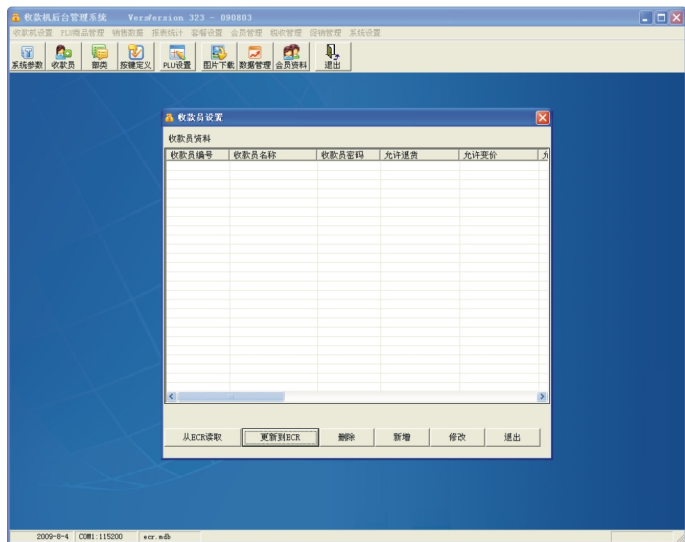 收款机后台管理系统 Verafersion 323 - 090803
收款机设置 PLU商品管理 销售数据 报表统计 套餐设置 会员管理 税收管理 促销管理 系统设置
系统参数 收款员 部类 按键定义 PLU设置 图片下载 数据管理 会员资料 退出
收款员设置
收款员资料
收款员编号 收款员名称 收款员密码 允许退货 允许变价
从ECR读取 更新到ECR 删除 新增 修改 退出
2009-8-4 COM1:115200 ecr.mdb